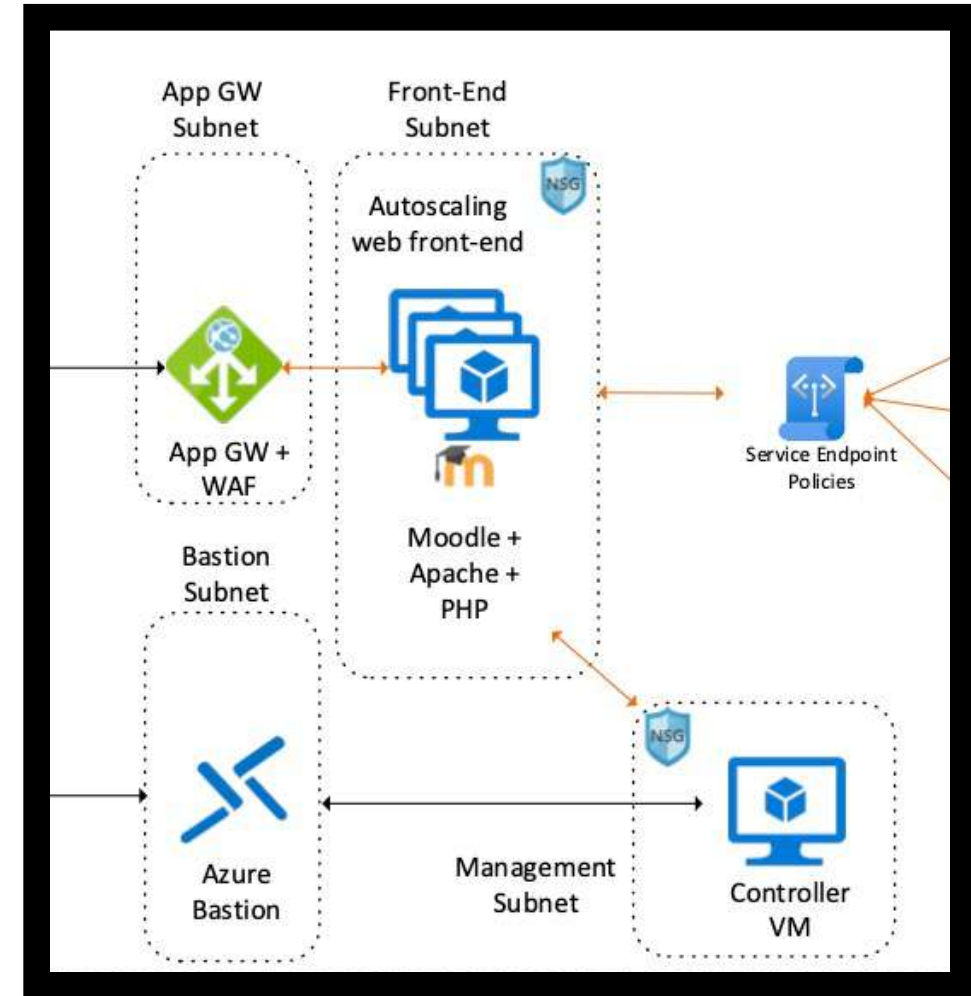 App GW
Subnet
Front-End
Subnet
NSG
Autoscaling
web front-end
App GW +
WAF
Moodle +
Apache +
PHP
Service Endpoint
Policies
Bastion
Subnet
Azure
Bastion
Management
Subnet
NSG
Controller
VM